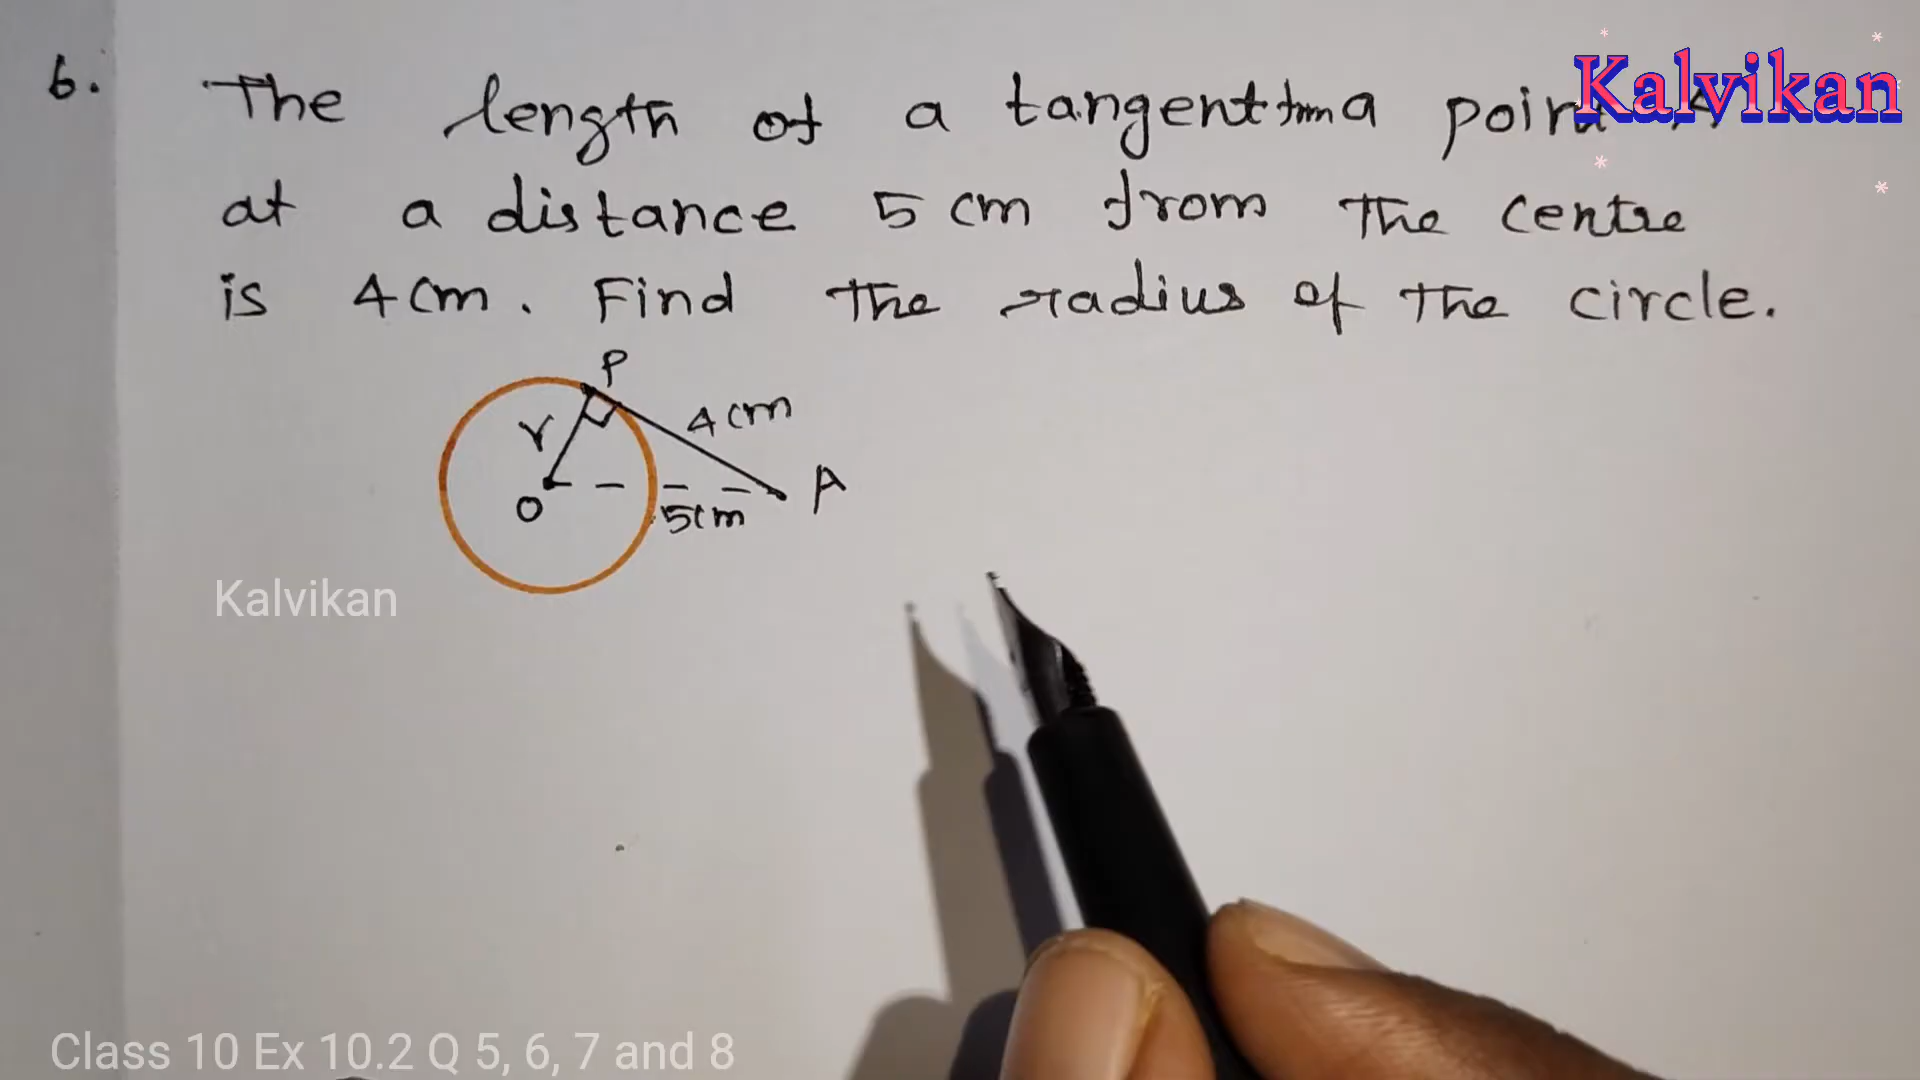 6. The length of a tangent from a point A
Kalvikan
at a distance 5 cm from the centre
is 4 cm. Find the radius of the circle.
P
r
4 cm
O
5 cm
A
Kalvikan
Class 10 Ex 10.2 Q 5, 6, 7 and 8